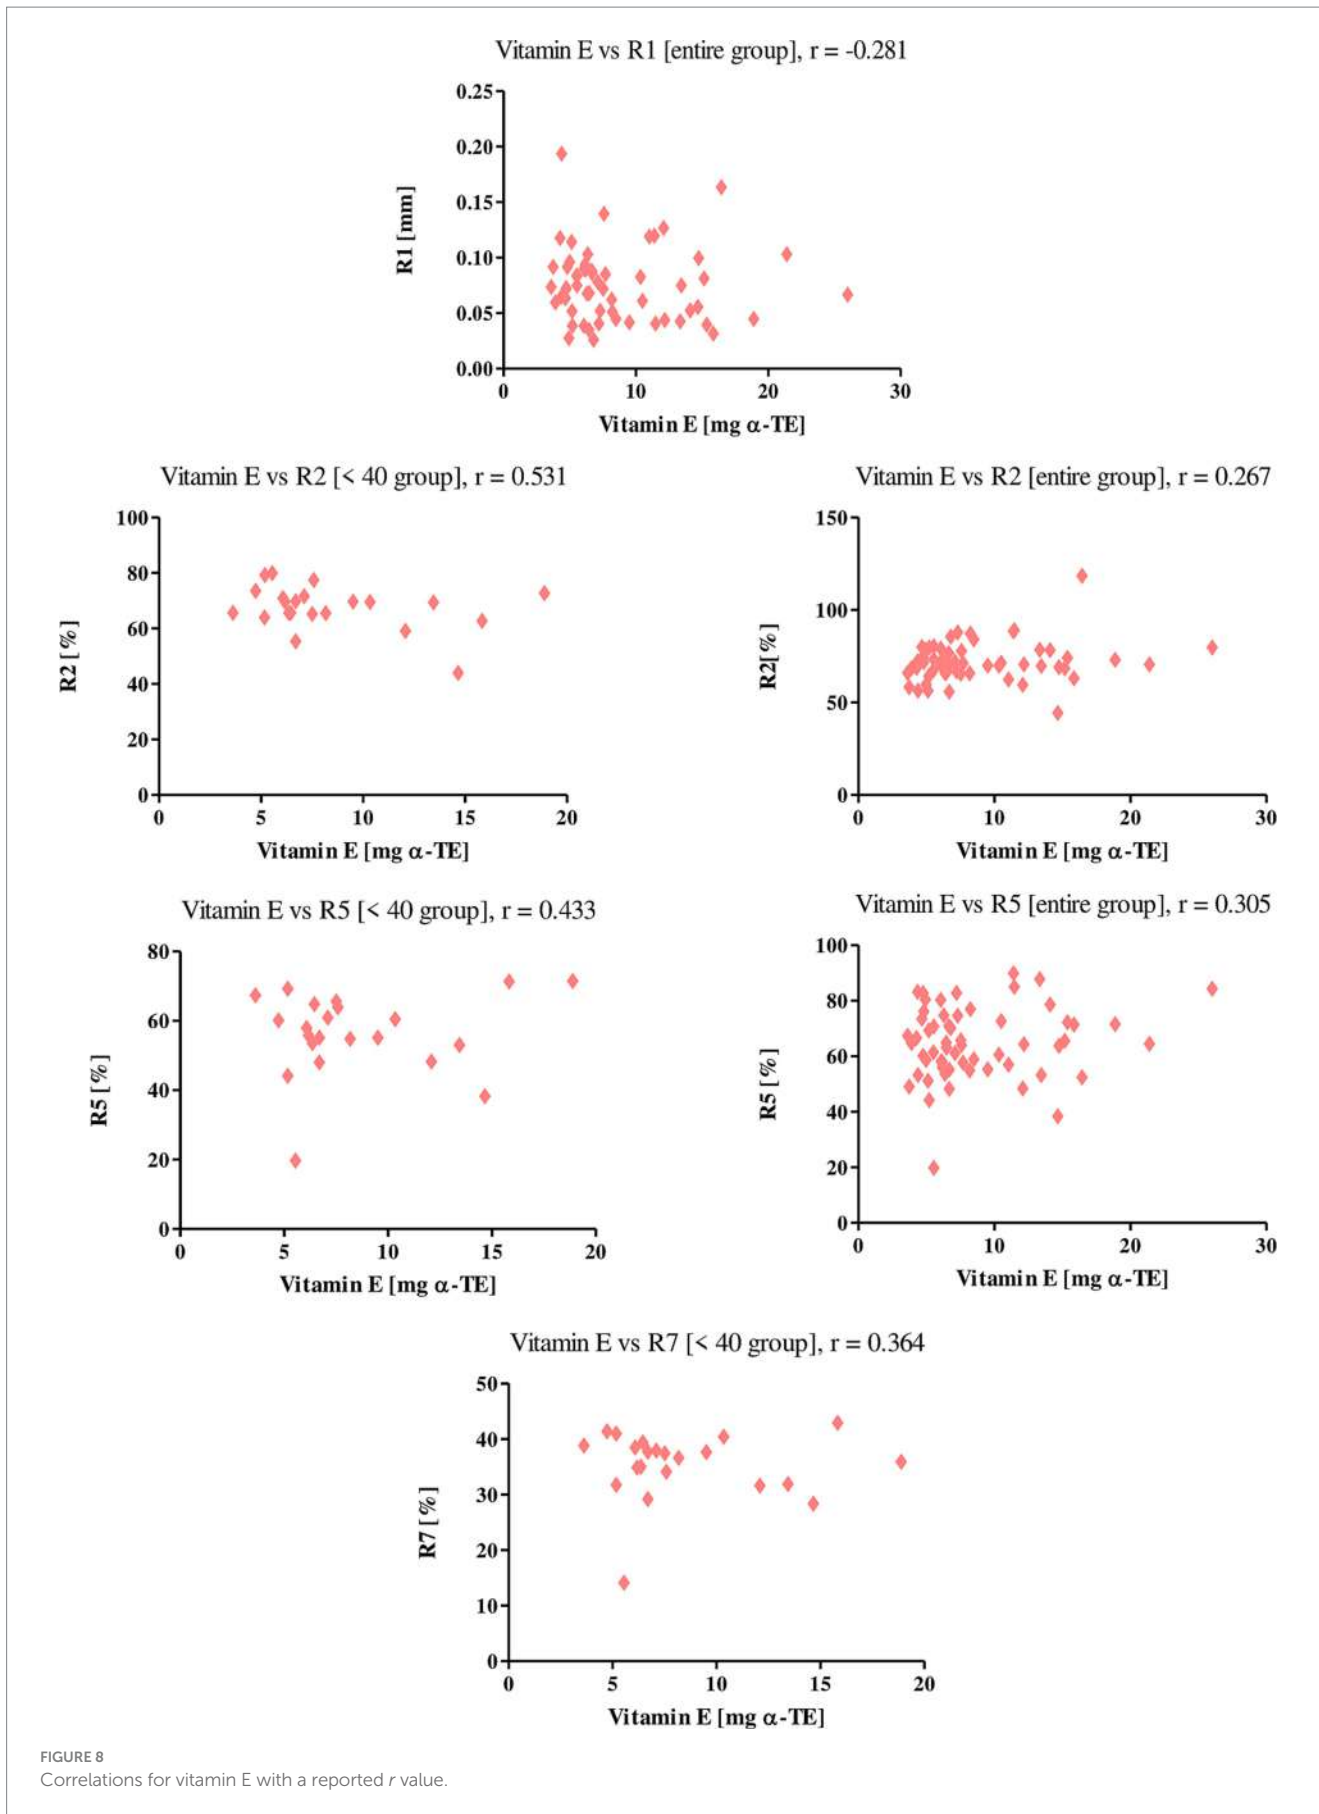 Vitamin E vs R1 [entire group], r = -0.281
0.25
0.20
0.15
0.10
0.05
0.00
R1 [mm]
0 10 20 30
Vitamin E [mg α-TE]
Vitamin E vs R2 [< 40 group], r = 0.531
100
80
60
40
20
0
R2 [%]
0 5 10 15 20
Vitamin E [mg α-TE]
Vitamin E vs R2 [entire group], r = 0.267
150
100
50
0
R2[%]
0 10 20 30
Vitamin E [mg α-TE]
Vitamin E vs R5 [< 40 group], r = 0.433
80
60
40
20
0
R5 [%]
0 5 10 15 20
Vitamin E [mg α-TE]
Vitamin E vs R5 [entire group], r = 0.305
100
80
60
40
20
0
R5 [%]
0 10 20 30
Vitamin E [mg α-TE]
Vitamin E vs R7 [< 40 group], r = 0.364
50
40
30
20
10
0
R7 [%]
0 5 10 15 20
Vitamin E [mg α-TE]
FIGURE 8
Correlations for vitamin E with a reported r value.